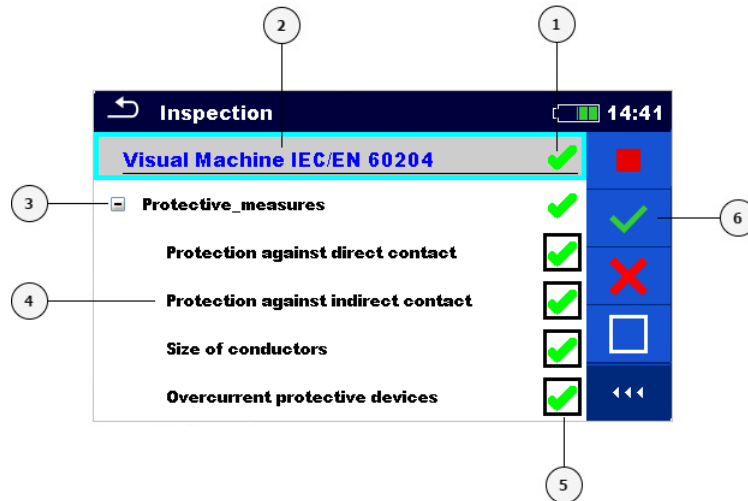 2
1
Inspection 14:41
Visual Machine IEC/EN 60204
3
Protective_measures
6
Protection against direct contact
4
Protection against indirect contact
Size of conductors
Overcurrent protective devices
5